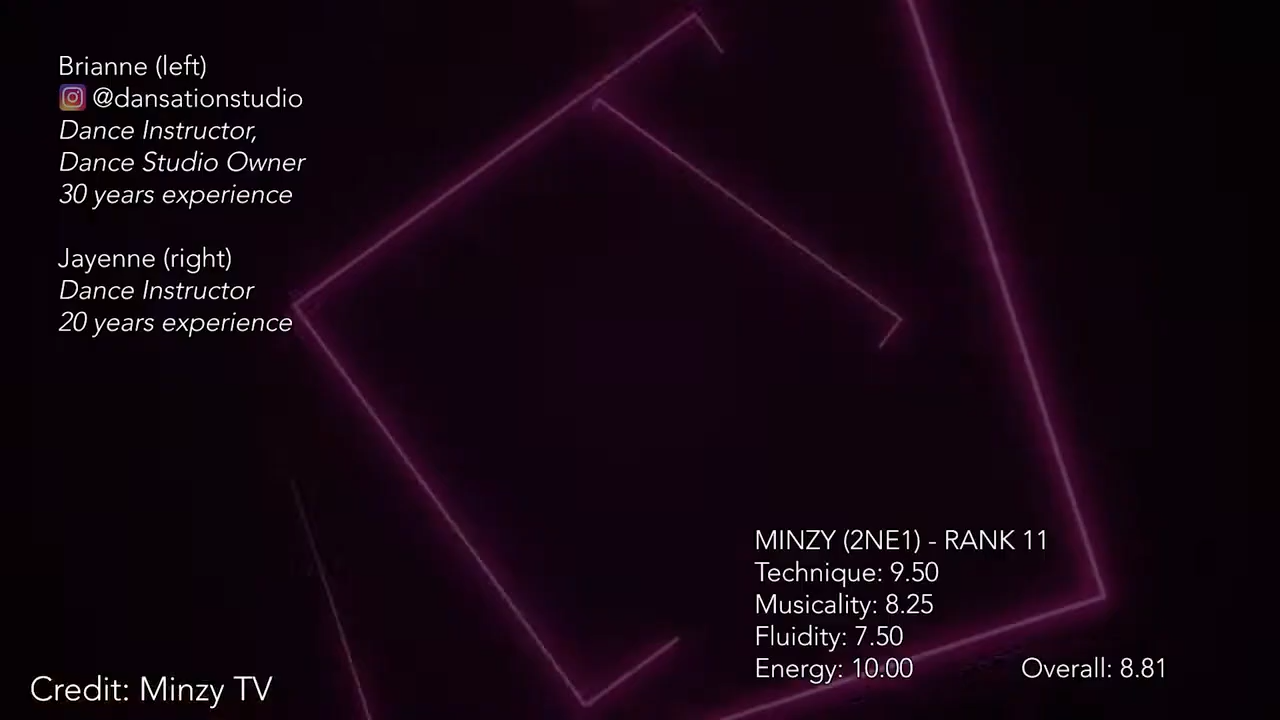 Brianne (left)
@dansationstudio
Dance Instructor,
Dance Studio Owner
30 years experience
Jayenne (right)
Dance Instructor
20 years experience
MINZY (2NE1) - RANK 11
Technique: 9.50
Musicality: 8.25
Fluidity: 7.50
Energy: 10.00 Overall: 8.81
Credit: Minzy TV